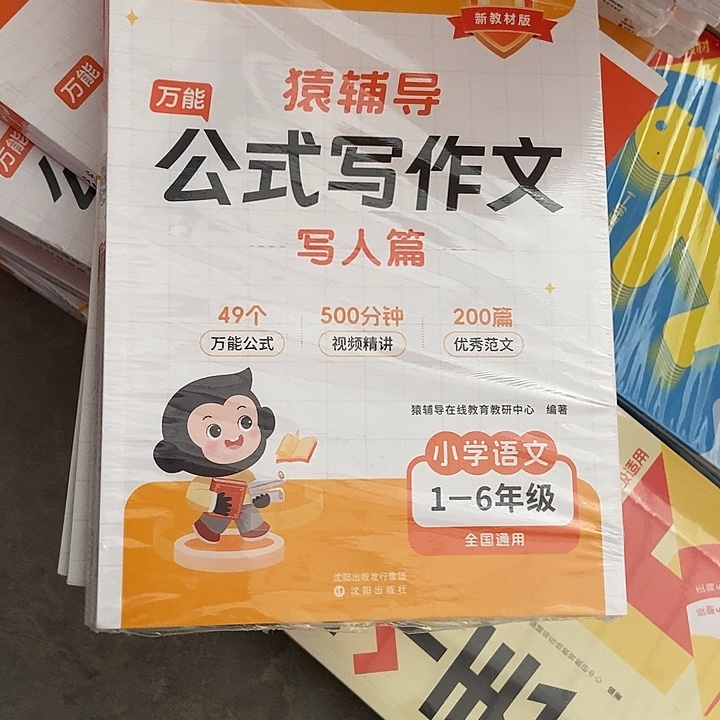 新教材版
猿辅导
万能
公式写作文
写人篇
49个
500分钟
200篇
万能公式
视频精讲
优秀范文
猿辅导在线教育教研中心 编著
小学语文
1—6年级
全国通用
沈阳出版发行集团
沈阳出版社
万能
万能